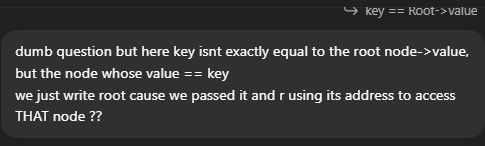 ↪ key == Root->value
dumb question but here key isnt exactly equal to the root node->value,
but the node whose value == key
we just write root cause we passed it and r using its address to access
THAT node ??